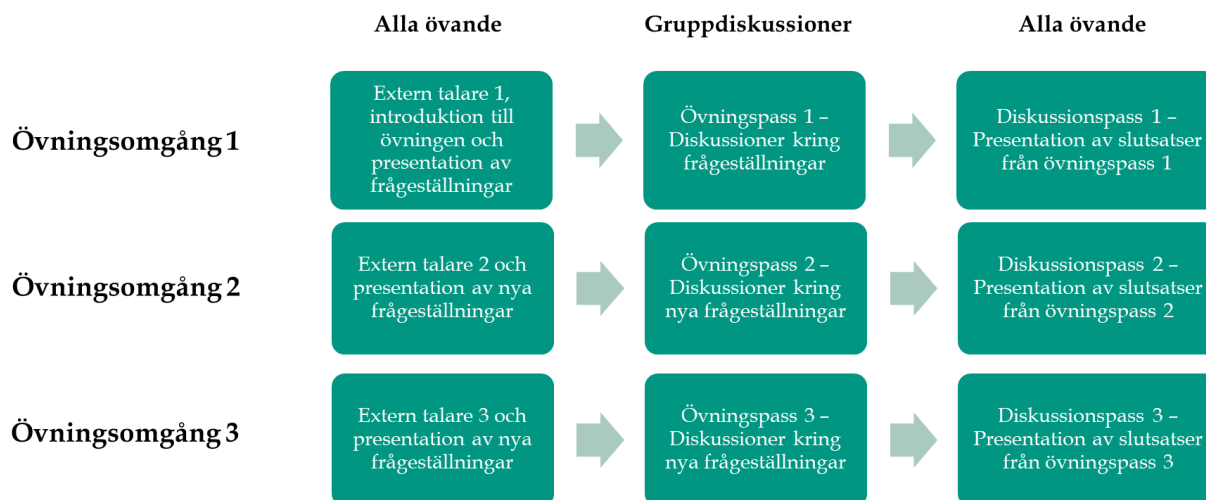 Alla övande
Gruppdiskussioner
Alla övande
Övningsomgång 1
Extern talare 1,
introduktion till
övningen och
presentation av
frågeställningar
Övningspass 1 –
Diskussioner kring
frågeställningar
Diskussionspass 1 –
Presentation av slutsatser
från övningspass 1
Övningsomgång 2
Extern talare 2 och
presentation av nya
frågeställningar
Övningspass 2 –
Diskussioner kring
nya frågeställningar
Diskussionspass 2 –
Presentation av slutsatser
från övningspass 2
Övningsomgång 3
Extern talare 3 och
presentation av nya
frågeställningar
Övningspass 3 –
Diskussioner kring
nya frågeställningar
Diskussionspass 3 –
Presentation av slutsatser
från övningspass 3